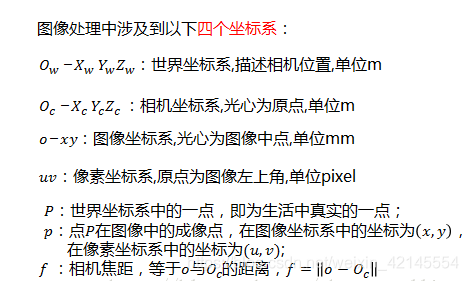 图像处理中涉及到以下四个坐标系：
O_w − X_w Y_w Z_w：世界坐标系,描述相机位置,单位m
O_c − X_c Y_c Z_c：相机坐标系,光心为原点,单位m
o − xy：图像坐标系,光心为图像中点,单位mm
uv：像素坐标系,原点为图像左上角,单位pixel
P：世界坐标系中的一点，即为生活中真实的一点；
p：点P在图像中的成像点，在图像坐标系中的坐标为(x, y)，
在像素坐标系中的坐标为(u, v);
f ：相机焦距，等于o与O_c的距离，f = ‖o − O_c‖